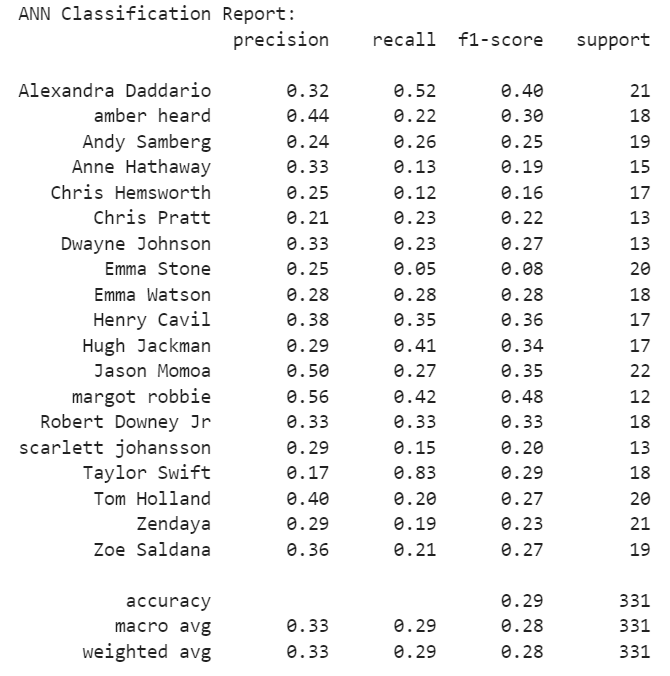 ANN Classification Report:
precision recall f1-score support
Alexandra Daddario 0.32 0.52 0.40 21
amber heard 0.44 0.22 0.30 18
Andy Samberg 0.24 0.26 0.25 19
Anne Hathaway 0.33 0.13 0.19 15
Chris Hemsworth 0.25 0.12 0.16 17
Chris Pratt 0.21 0.23 0.22 13
Dwayne Johnson 0.33 0.23 0.27 13
Emma Stone 0.25 0.05 0.08 20
Emma Watson 0.28 0.28 0.28 18
Henry Cavil 0.38 0.35 0.36 17
Hugh Jackman 0.29 0.41 0.34 17
Jason Momoa 0.50 0.27 0.35 22
margot robbie 0.56 0.42 0.48 12
Robert Downey Jr 0.33 0.33 0.33 18
scarlett johansson 0.29 0.15 0.20 13
Taylor Swift 0.17 0.83 0.29 18
Tom Holland 0.40 0.20 0.27 20
Zendaya 0.29 0.19 0.23 21
Zoe Saldana 0.36 0.21 0.27 19
accuracy 0.29 331
macro avg 0.33 0.29 0.28 331
weighted avg 0.33 0.29 0.28 331